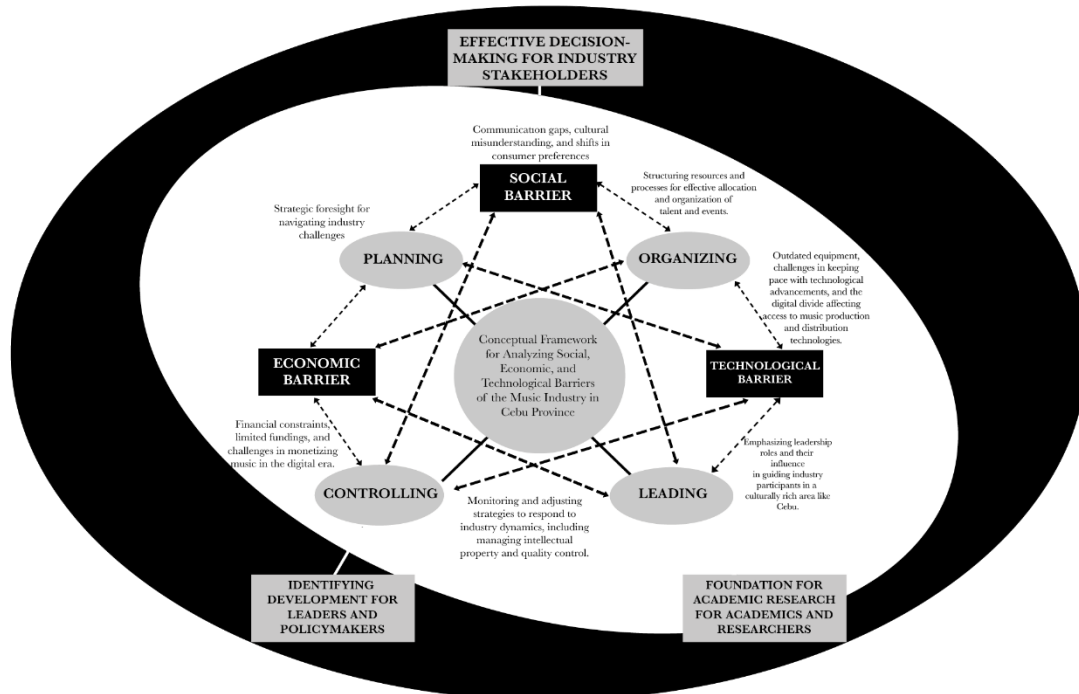 EFFECTIVE DECISION-
MAKING FOR INDUSTRY
STAKEHOLDERS
Communication gaps, cultural
misunderstanding, and shifts in
consumer preferences
SOCIAL
BARRIER
Structuring resources and
processes for effective allocation
and organization of
talent and events.
Strategic foresight for
navigating industry
challenges
PLANNING
ORGANIZING
Outdated equipment,
challenges in keeping
pace with technological
advancements, and the
digital divide affecting
access to music production
and distribution
technologies.
Conceptual Framework
for Analyzing Social,
Economic, and
Technological Barriers
of the Music Industry in
Cebu Province
ECONOMIC
BARRIER
TECHNOLOGICAL
BARRIER
Financial constraints,
limited fundings, and
challenges in monetizing
music in the digital era.
Emphasizing leadership
roles and their
influence
in guiding industry
participants in a
culturally rich area like
Cebu.
CONTROLLING
LEADING
Monitoring and adjusting
strategies to respond to
industry dynamics, including
managing intellectual
property and quality control.
IDENTIFYING
DEVELOPMENT FOR
LEADERS AND
POLICYMAKERS
FOUNDATION FOR
ACADEMIC RESEARCH
FOR ACADEMICS AND
RESEARCHERS